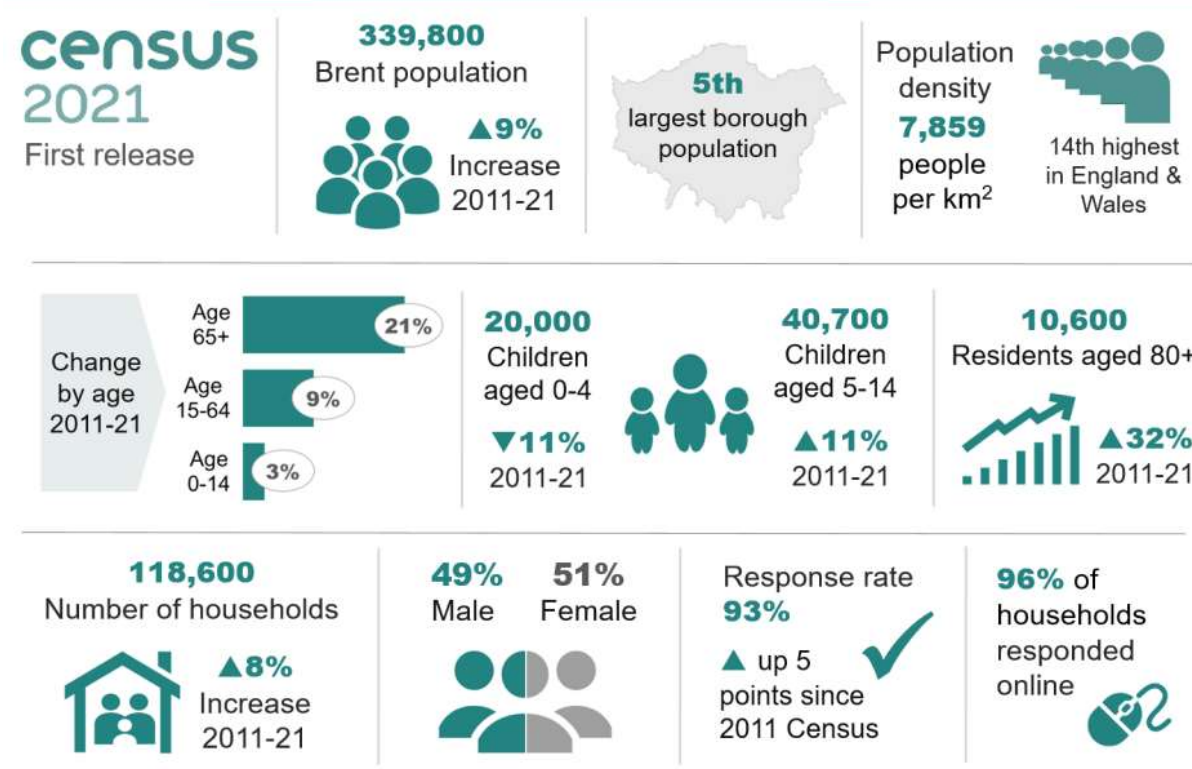 census
2021
First release
339,800
Brent population
▲9%
Increase
2011-21
5th
largest borough
population
Population
density
7,859
people
per km²
14th highest
in England &
Wales
Change
by age
2011-21
Age
65+
21%
Age
15-64
9%
Age
0-14
3%
20,000
Children
aged 0-4
▼11%
2011-21
40,700
Children
aged 5-14
▲11%
2011-21
10,600
Residents aged 80+
▲32%
2011-21
118,600
Number of households
▲8%
Increase
2011-21
49%
Male
51%
Female
Response rate
93%
▲ up 5
points since
2011 Census
96% of
households
responded
online